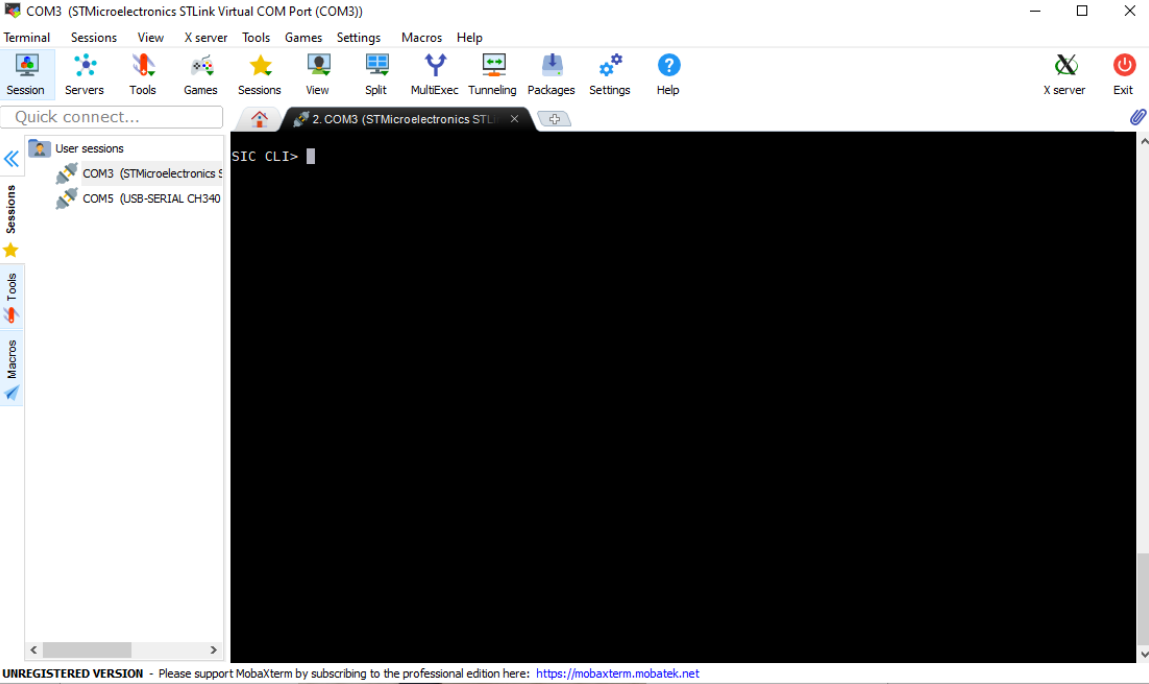 COM3 (STMicroelectronics STLink Virtual COM Port (COM3))
Terminal Sessions View X server Tools Games Settings Macros Help
Session Servers Tools Games Sessions View Split MultiExec Tunneling Packages Settings Help X server Exit
Quick connect...
2. COM3 (STMicroelectronics STL
User sessions
COM3 (STMicroelectronics S
COM5 (USB-SERIAL CH340
Sessions
Tools
Macros
SIC CLI>
UNREGISTERED VERSION - Please support MobaXterm by subscribing to the professional edition here: https://mobaxterm.mobatek.net